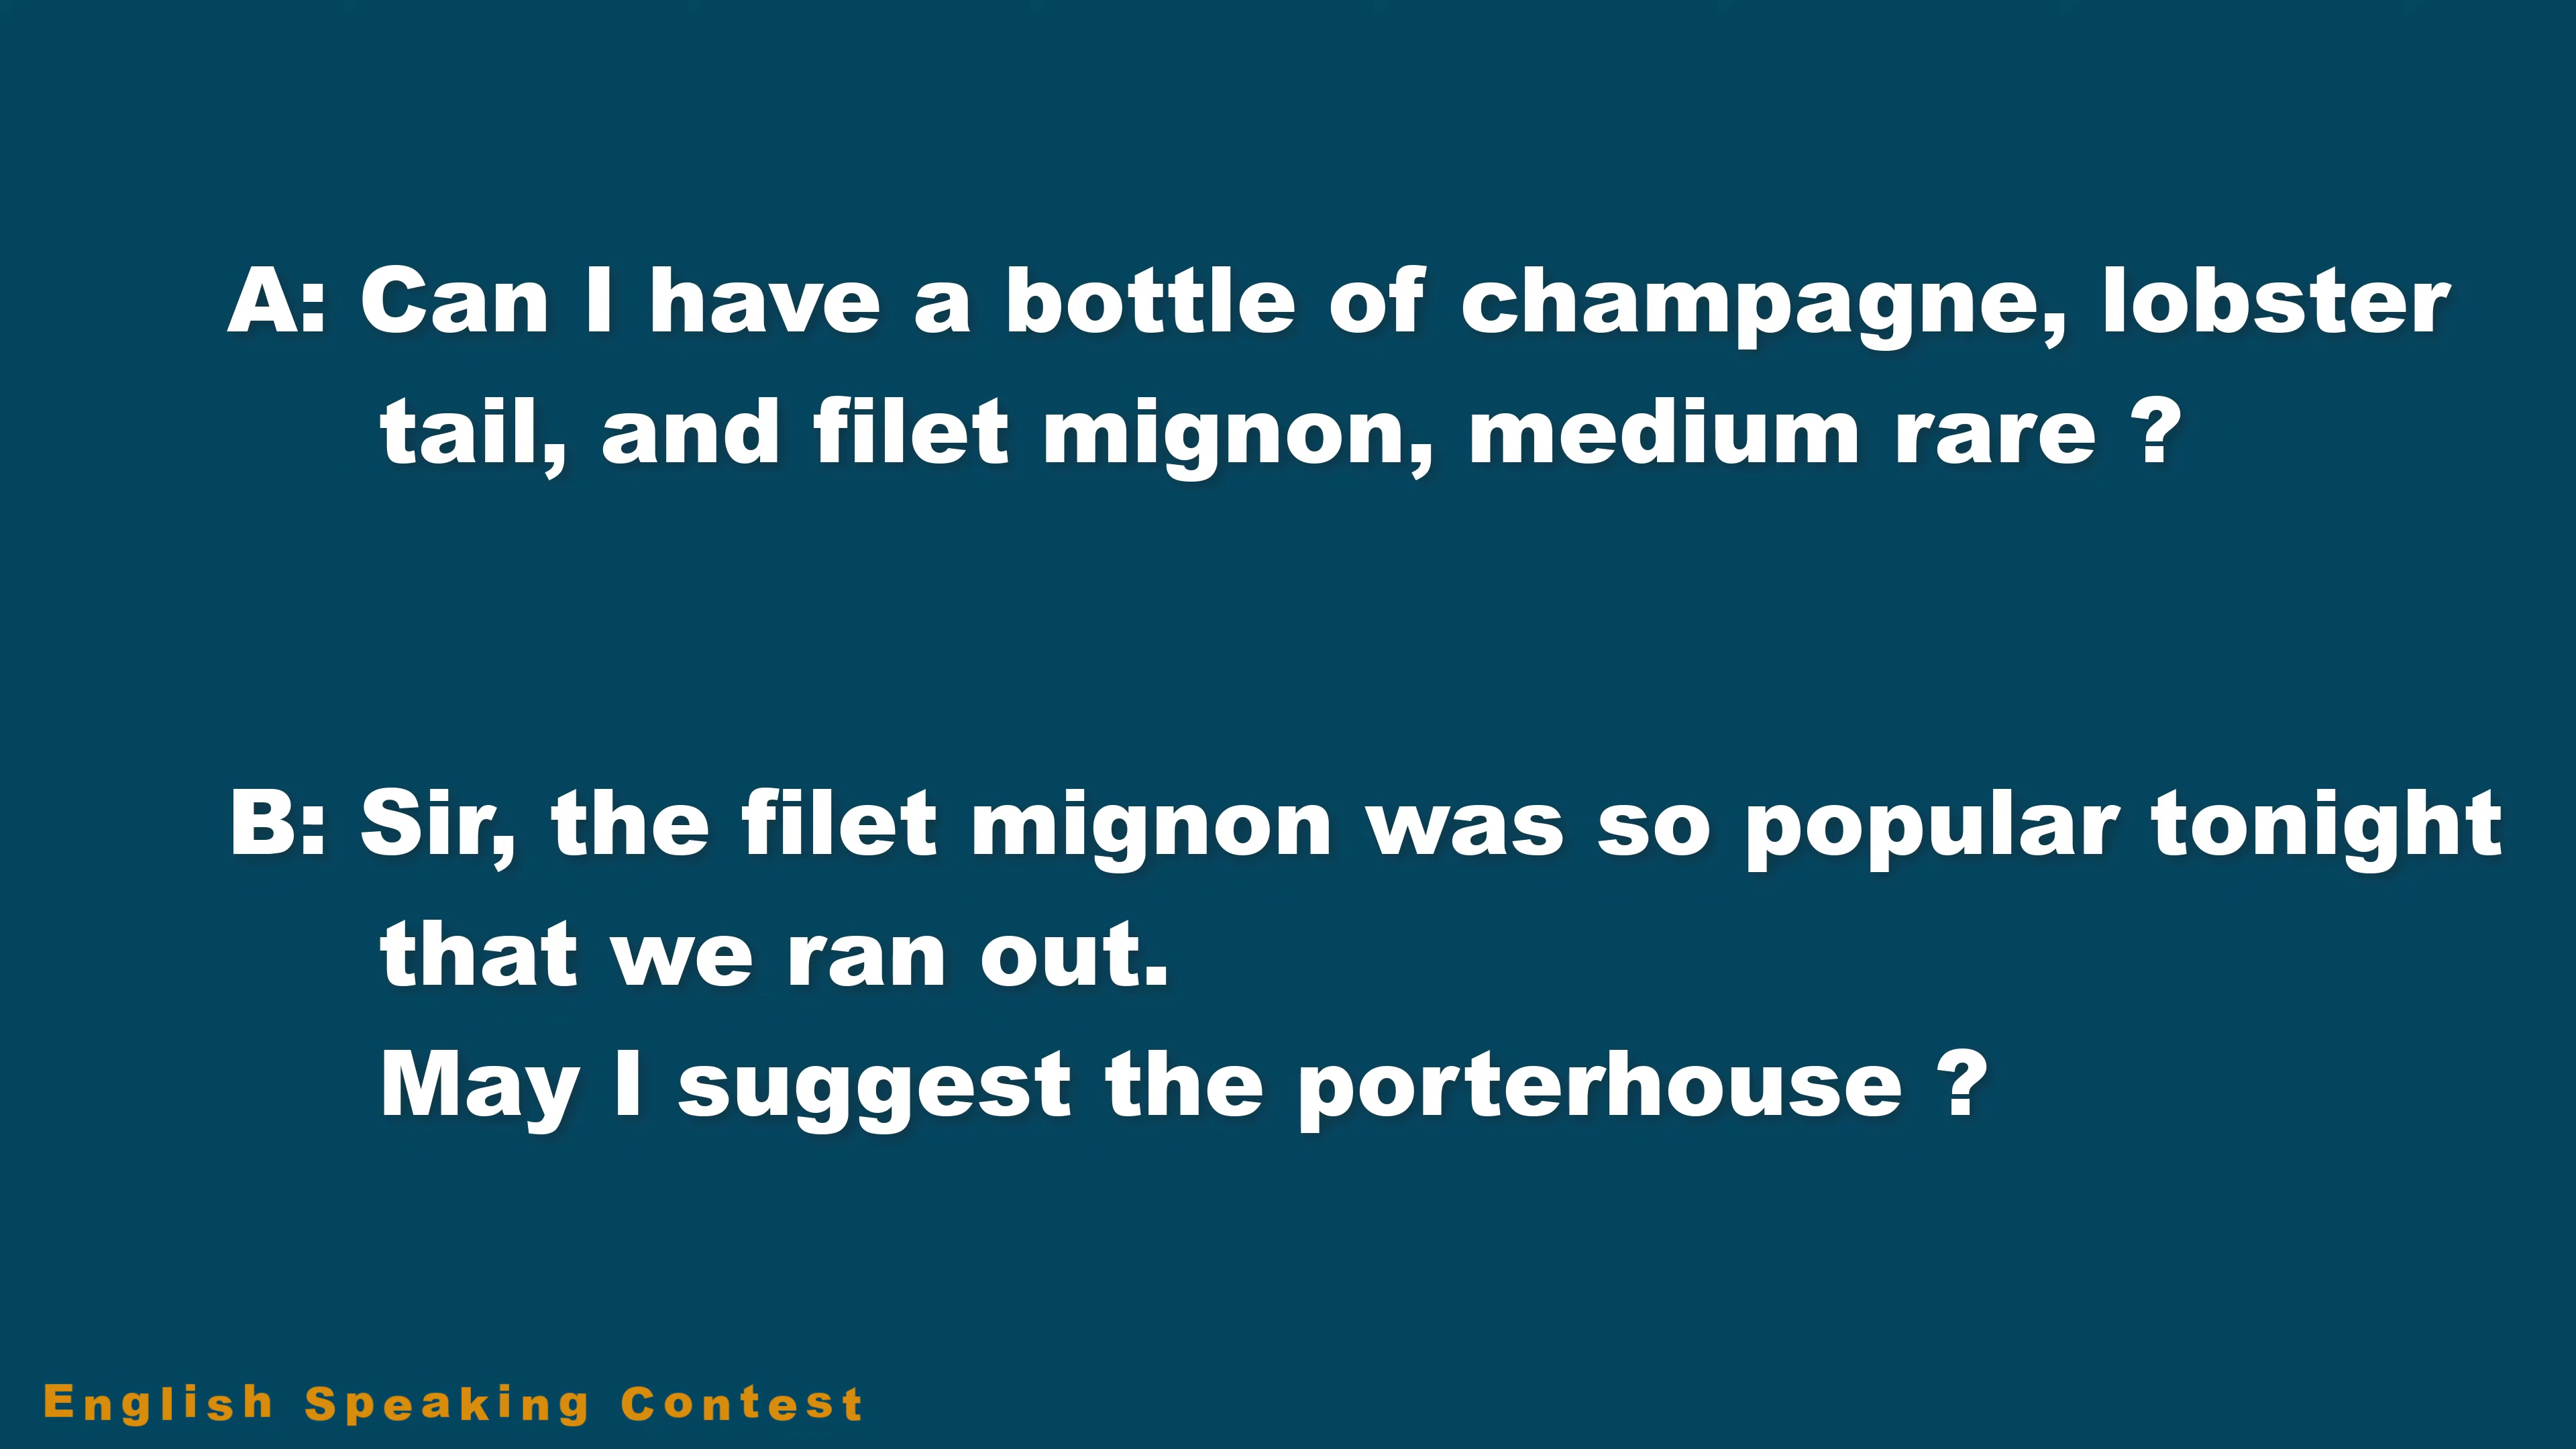 A: Can I have a bottle of champagne, lobster
tail, and filet mignon, medium rare ?
B: Sir, the filet mignon was so popular tonight
that we ran out.
May I suggest the porterhouse ?
English Speaking Contest